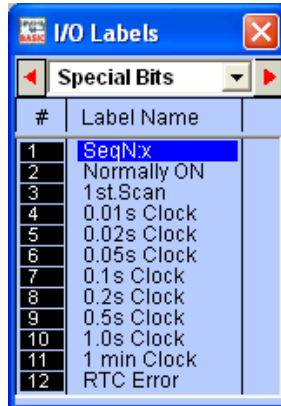 BASIC
I/O Labels
Special Bits
# Label Name
1 SeqN:x
2 Normally ON
3 1st.Scan
4 0.01s Clock
5 0.02s Clock
6 0.05s Clock
7 0.1s Clock
8 0.2s Clock
9 0.5s Clock
10 1.0s Clock
11 1 min Clock
12 RTC Error